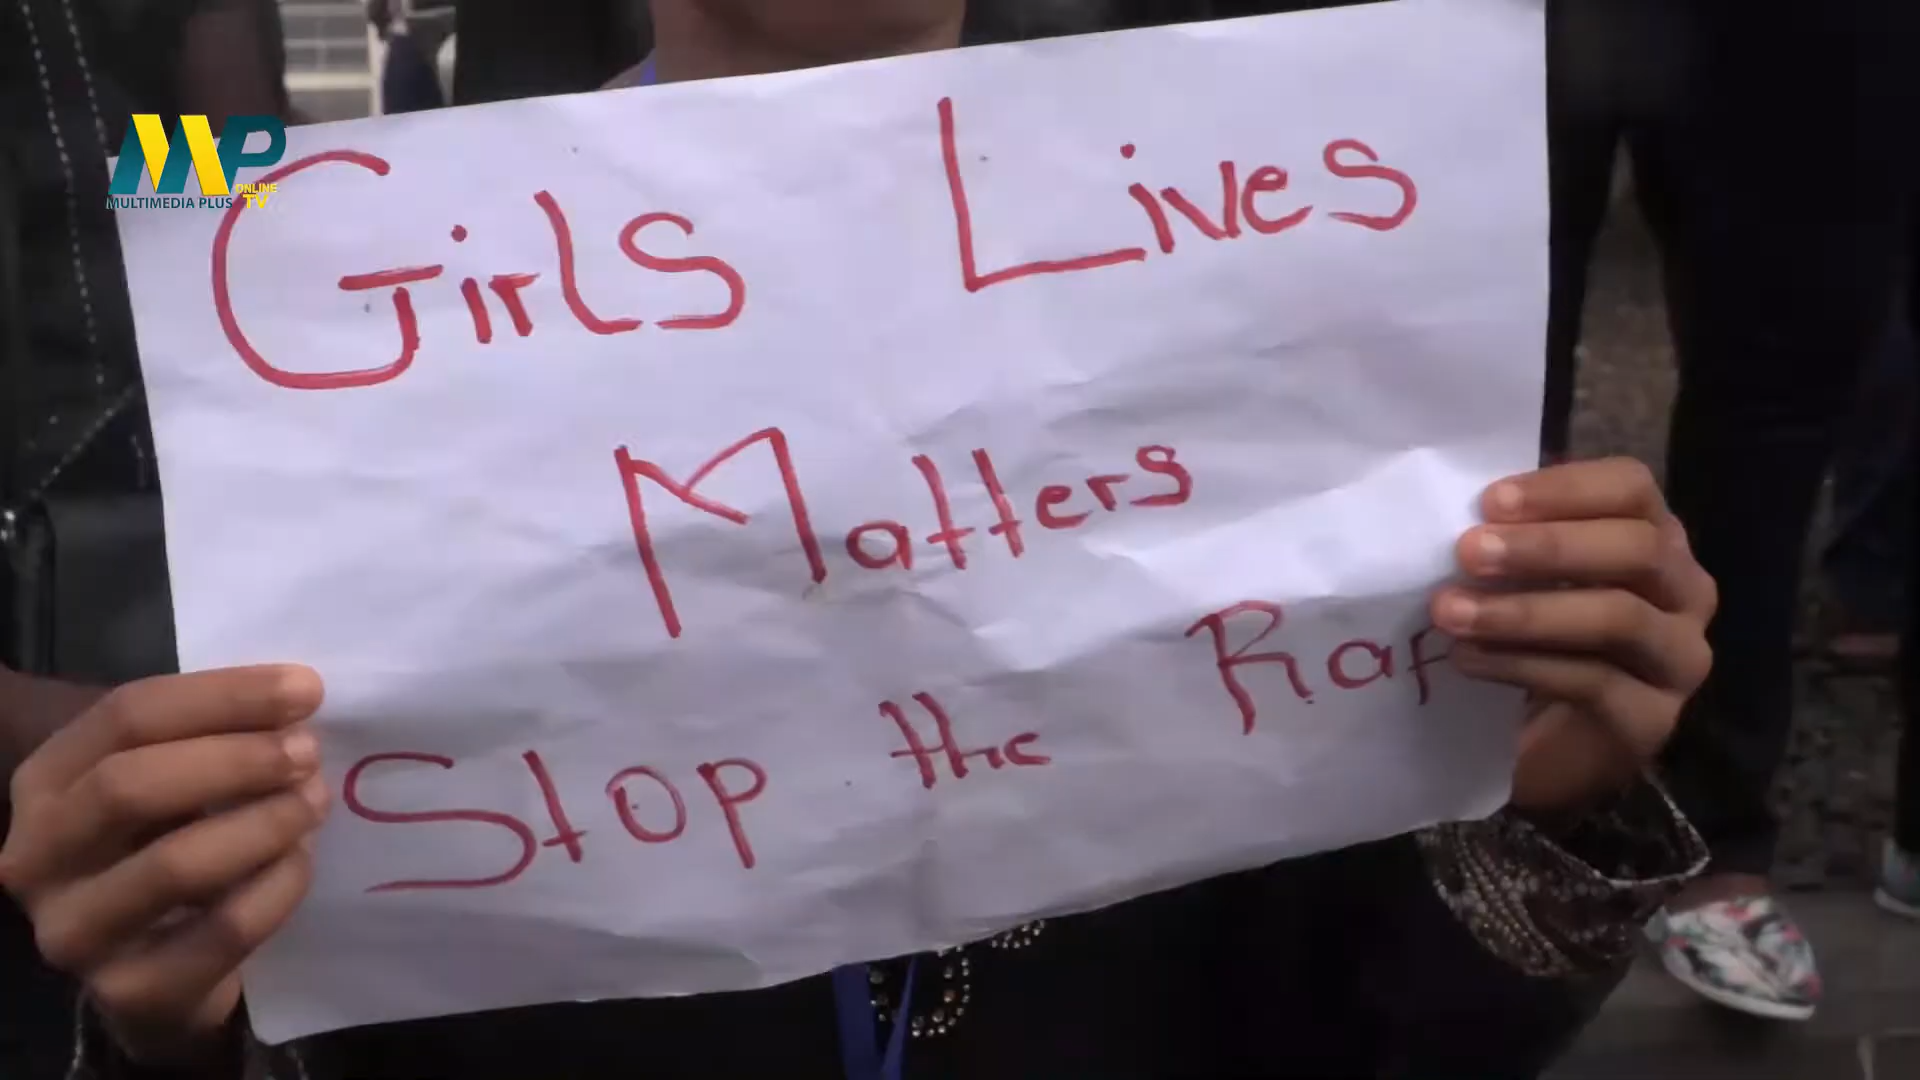 MP
MULTIMEDIA PLUS ONLINE TV
Girls Lives
Matters
Stop the